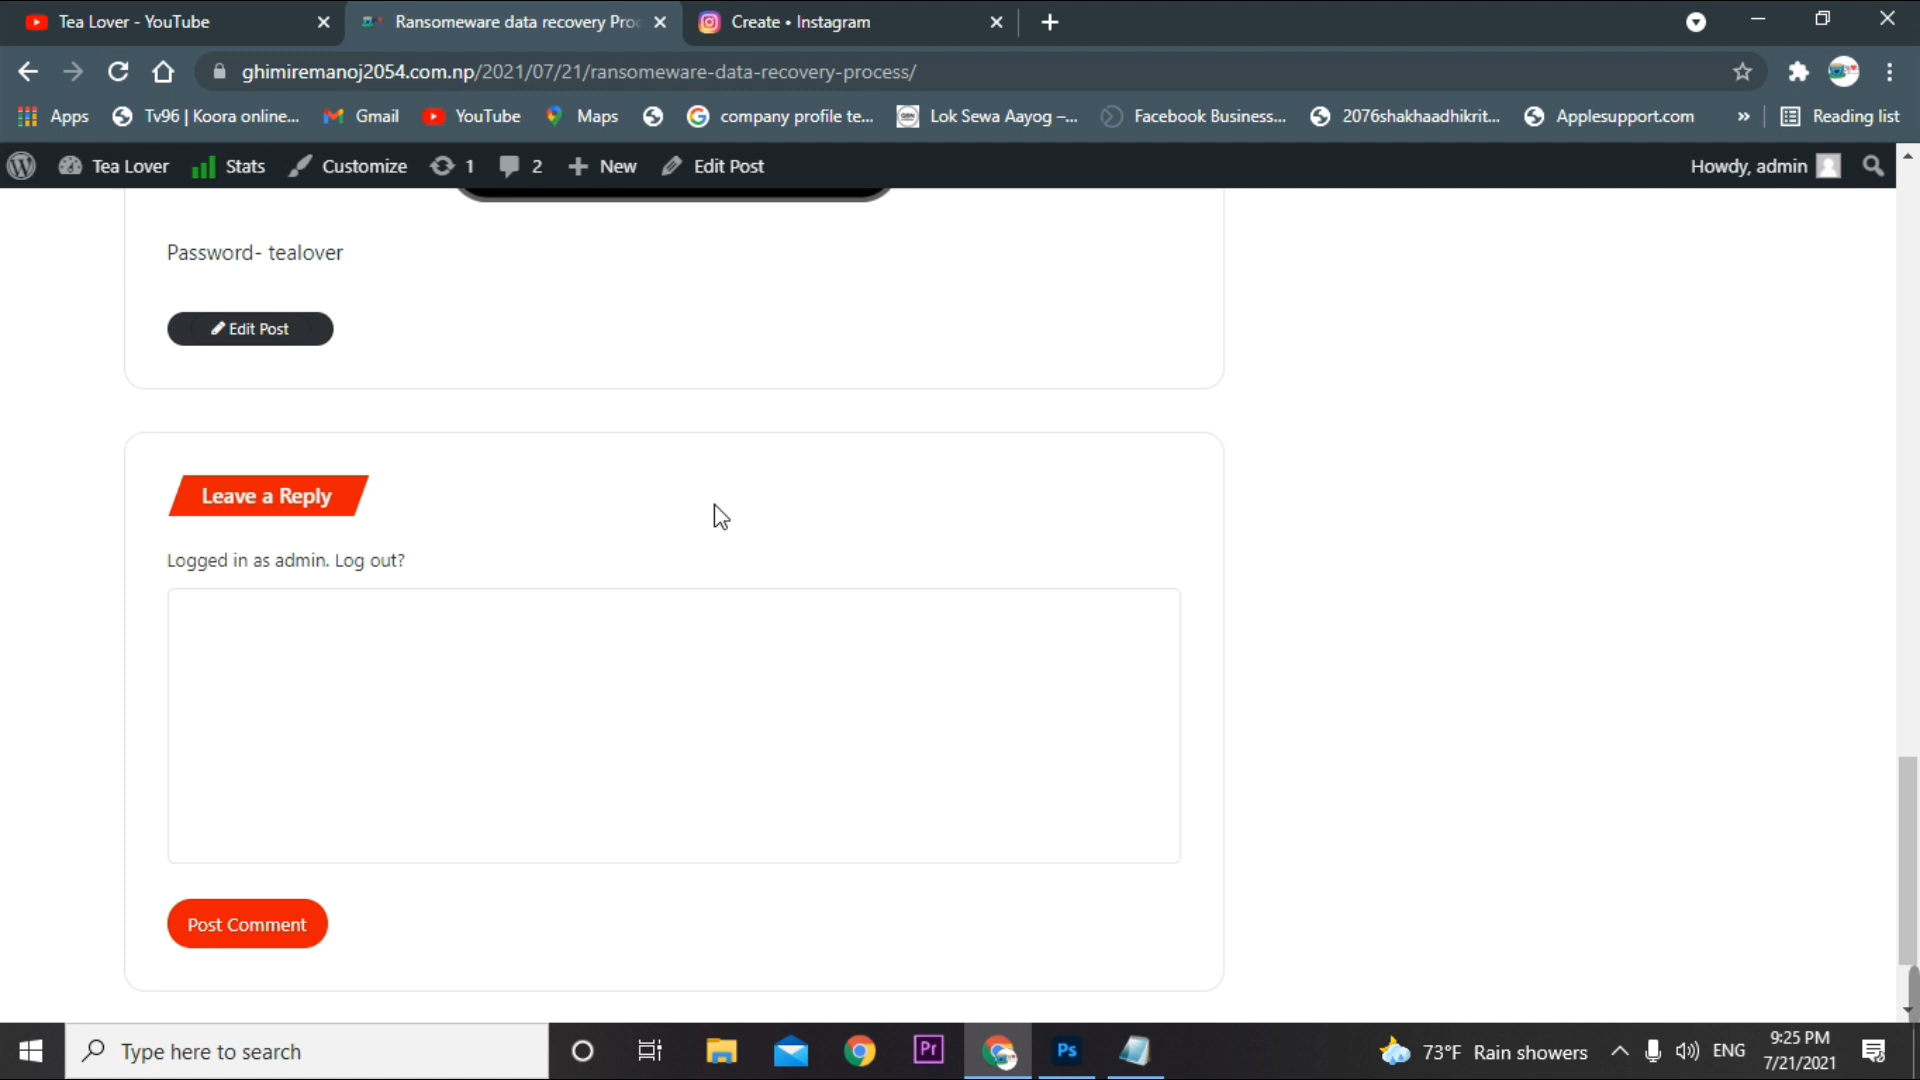 Tea Lover - YouTube
Ransomeware data recovery Proc
Create • Instagram
ghimiremanoj2054.com.np/2021/07/21/ransomeware-data-recovery-process/
Apps
Tv96 | Koora online...
Gmail
YouTube
Maps
company profile te...
Lok Sewa Aayog –...
Facebook Business...
2076shakhaadhikrit...
Applesupport.com
»
Reading list
Tea Lover
Stats
Customize
1
2
New
Edit Post
Howdy, admin
Password- tealover
Edit Post
Leave a Reply
Logged in as admin. Log out?
Post Comment
Type here to search
Pr
Ps
73°F Rain showers
ENG
9:25 PM
7/21/2021